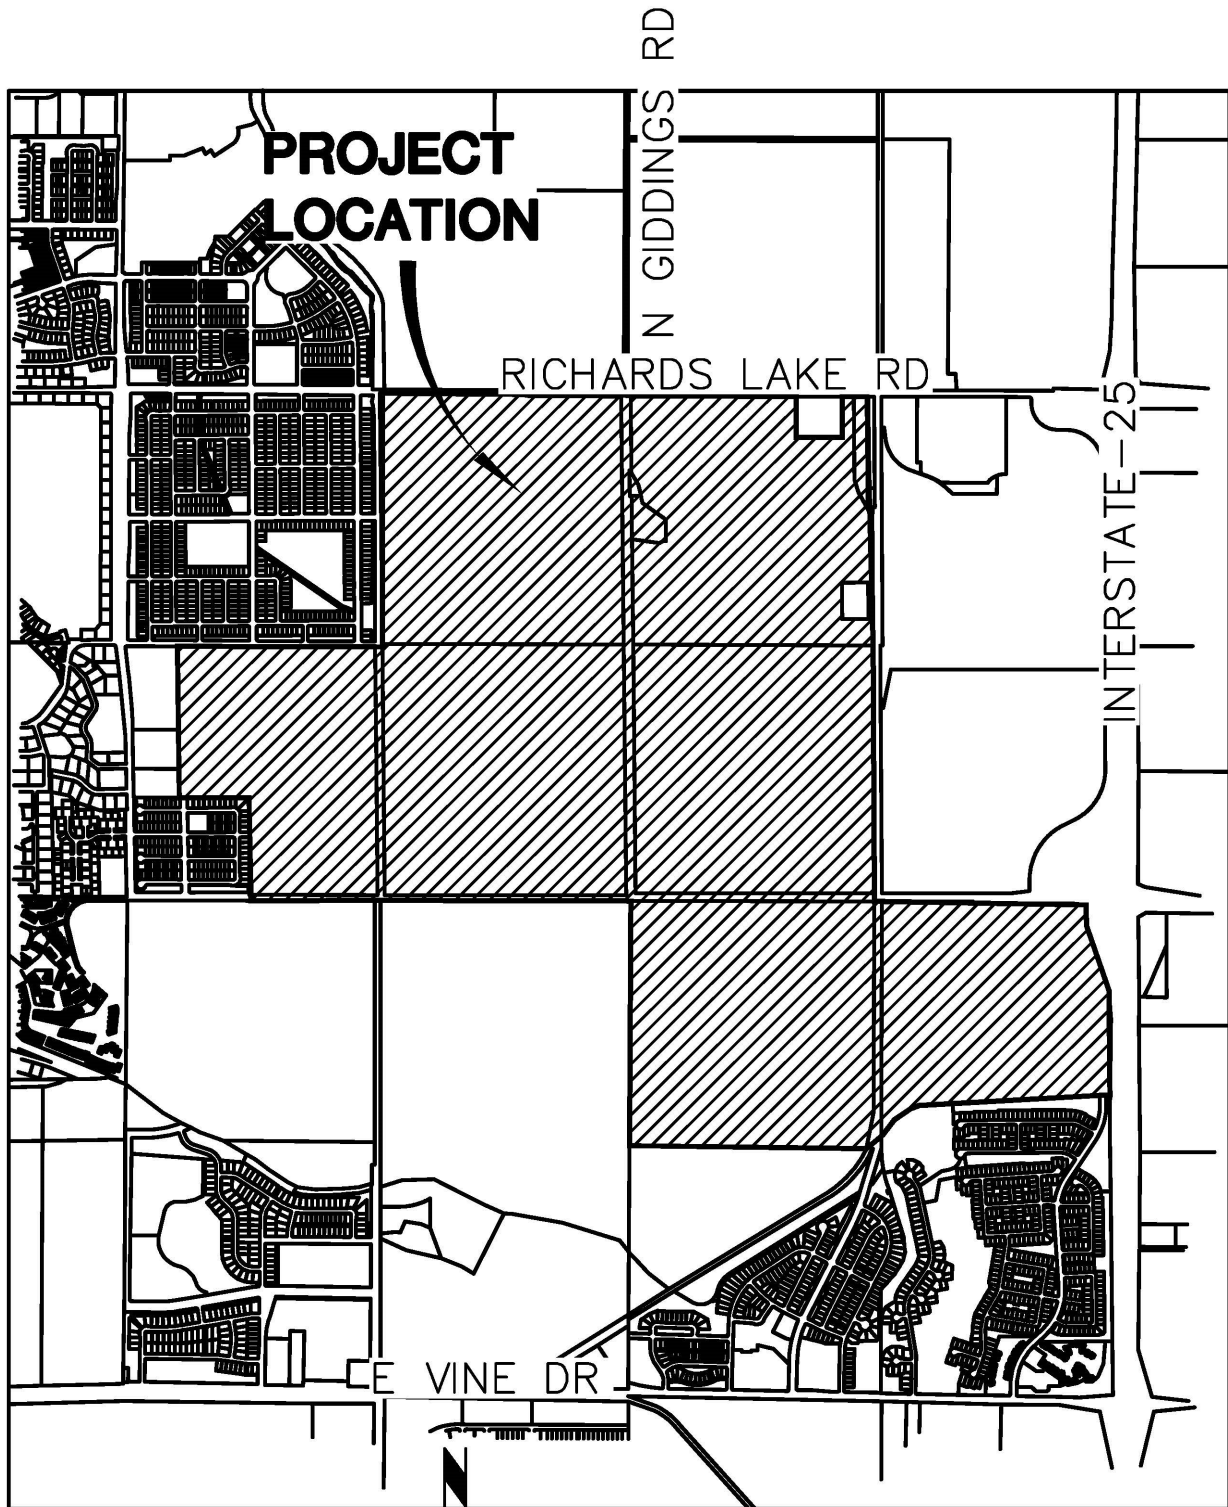 N GIDDINGS RD
PROJECT
LOCATION
RICHARDS LAKE RD
INTERSTATE-25
E VINE DR
N